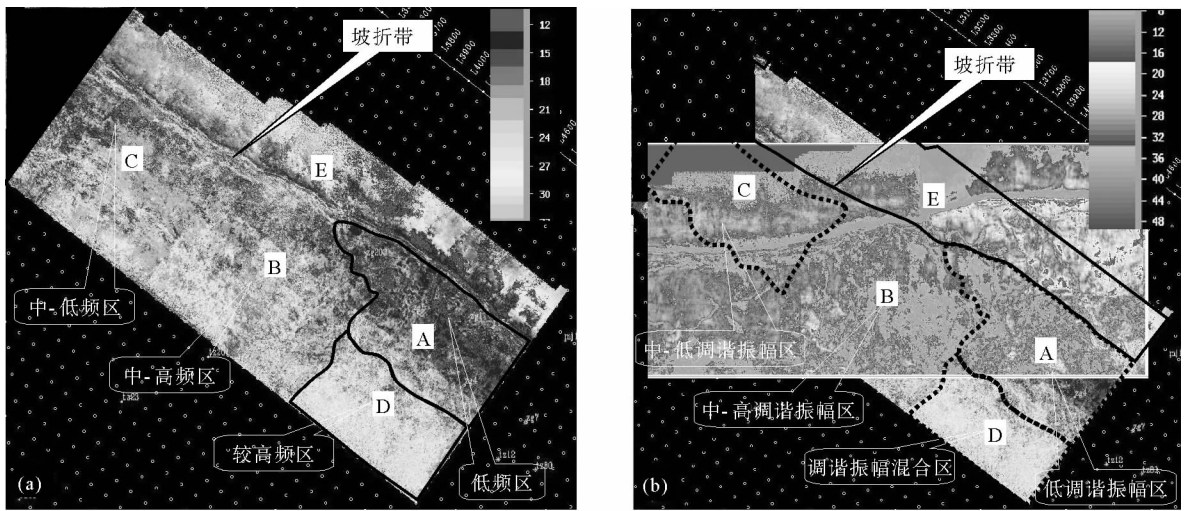 坡折带
12
15
18
21
24
27
30
C
E
B
A
D
中-低频区
中-高频区
较高频区
低频区
(a)
坡折带
8
12
16
20
24
28
32
36
40
44
48
C
E
B
A
D
中-低调谐振幅区
中-高调谐振幅区
调谐振幅混合区
低调谐振幅区
(b)